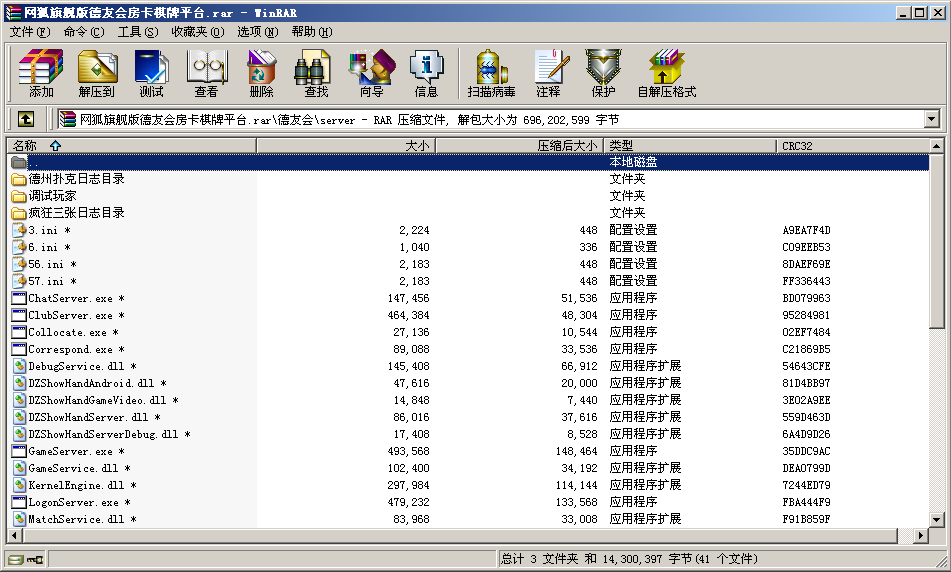 网狐旗舰版德友会房卡棋牌平台.rar - WinRAR
文件(F) 命令(C) 工具(S) 收藏夹(O) 选项(N) 帮助(H)
添加 解压到 测试 查看 删除 查找 向导 信息 扫描病毒 注释 保护 自解压格式
网狐旗舰版德友会房卡棋牌平台.rar\德友会\server - RAR 压缩文件, 解包大小为 696,202,599 字节
名称 大小 压缩后大小 类型 CRC32
.. 本地磁盘
德州扑克日志目录 文件夹
调试玩家 文件夹
疯狂三张日志目录 文件夹
3.ini * 2,224 448 配置设置 A9EA7F4D
6.ini * 1,040 336 配置设置 C09EEB53
56.ini * 2,183 448 配置设置 8DAEF69E
57.ini * 2,183 448 配置设置 FF336443
ChatServer.exe * 147,456 51,536 应用程序 BD079963
ClubServer.exe * 464,384 48,304 应用程序 95284981
Collocate.exe * 27,136 10,544 应用程序 02EF7484
Correspond.exe * 89,088 33,536 应用程序 C21869B5
DebugService.dll * 145,408 66,912 应用程序扩展 54643CFE
DZShowHandAndroid.dll * 47,616 20,000 应用程序扩展 81D4BB97
DZShowHandGameVideo.dll * 14,848 7,440 应用程序扩展 3E02A9EE
DZShowHandServer.dll * 86,016 37,616 应用程序扩展 559D463D
DZShowHandServerDebug.dll * 17,408 8,528 应用程序扩展 6A4D9D26
GameServer.exe * 493,568 148,464 应用程序 35DDC9AC
GameService.dll * 102,400 34,192 应用程序扩展 DEA0799D
KernelEngine.dll * 297,984 114,144 应用程序扩展 7244ED79
LogonServer.exe * 479,232 133,568 应用程序 FBA444F9
MatchService.dll * 83,968 33,008 应用程序扩展 F91B859F
总计 3 文件夹 和 14,300,397 字节(41 个文件)